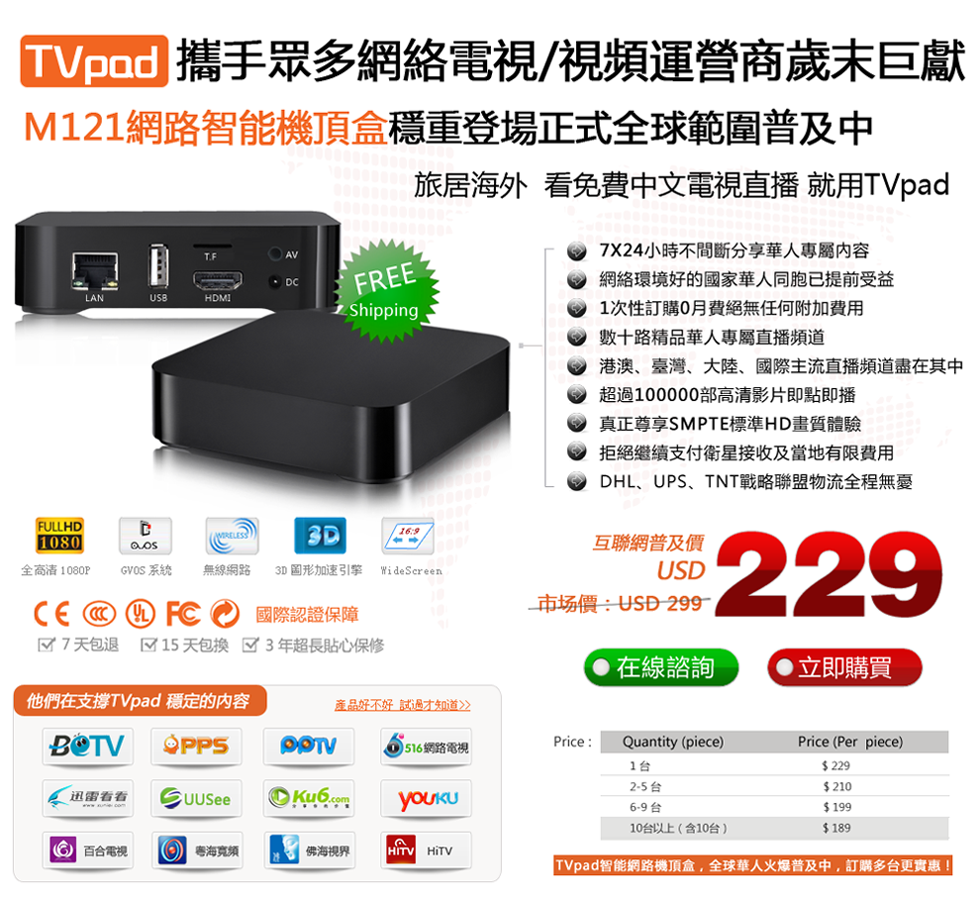 TVpad 攜手眾多網絡電視/視頻運營商歲末巨獻
M121網路智能機頂盒穩重登場正式全球範圍普及中
旅居海外 看免費中文電視直播 就用TVpad
LAN
USB
T.F
HDMI
AV
DC
FREE
Shipping
7X24小時不間斷分享華人專屬內容
網絡環境好的國家華人同胞已提前受益
1次性訂購0月費絕無任何附加費用
數十路精品華人專屬直播頻道
港澳、臺灣、大陸、國際主流直播頻道盡在其中
超過100000部高清影片即點即播
真正尊享SMPTE標準HD畫質體驗
拒絕繼續支付衛星接收及當地有限費用
DHL、UPS、TNT戰略聯盟物流全程無憂
FULLHD
1080
GVOS
WIRELESS
3D
16:9
全高清 1080P
GVOS 系統
無線網路
3D 圖形加速引擎
WideScreen
CE CCC UL FC 國際認證保障
7 天包退
15 天包換
3 年超長貼心保修
互聯網普及價
USD
229
市场價：USD 299
在線諮詢
立即購買
他們在支撐TVpad 穩定的內容
產品好不好 試過才知道>>
BOTV
PPS
PPTV
516網路電視
迅雷看看
UUSee
Ku6.com
YOUKU
百合電視
粵海寬頻
佛海視界
HiTV
HiTV
Price :
Quantity (piece)
Price (Per piece)
1 台
$ 229
2-5 台
$ 210
6-9 台
$ 199
10台以上（含10台）
$ 189
TVpad智能網路機頂盒，全球華人火爆普及中，訂購多台更實惠！